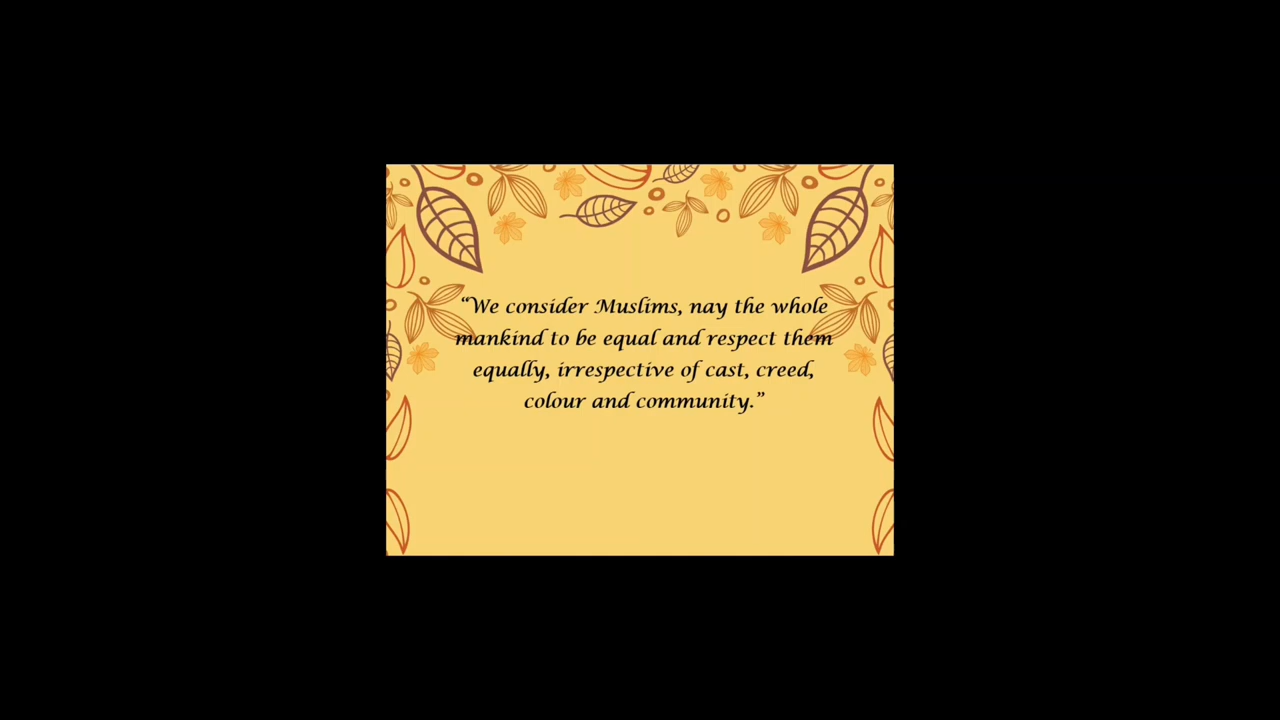 “We consider Muslims, nay the whole
mankind to be equal and respect them
equally, irrespective of cast, creed,
colour and community.”